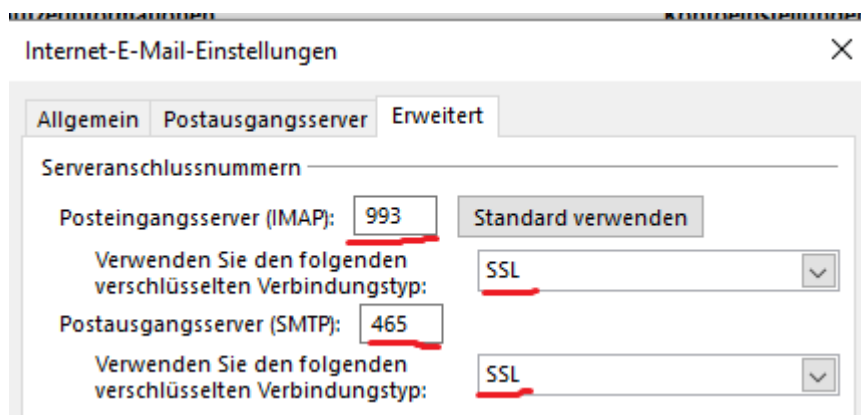 Internet-E-Mail-Einstellungen
Allgemein Postausgangsserver Erweitert
Serveranschlussnummern
Posteingangsserver (IMAP): 993 Standard verwenden
Verwenden Sie den folgenden
verschlüsselten Verbindungstyp: SSL
Postausgangsserver (SMTP): 465
Verwenden Sie den folgenden
verschlüsselten Verbindungstyp: SSL